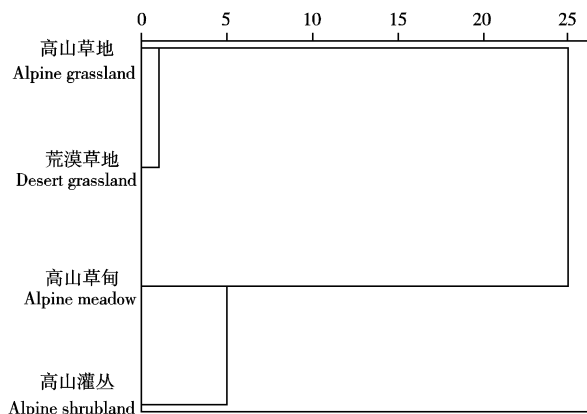 0 5 10 15 20 25
高山草地
Alpine grassland
荒漠草地
Desert grassland
高山草甸
Alpine meadow
高山灌丛
Alpine shrubland